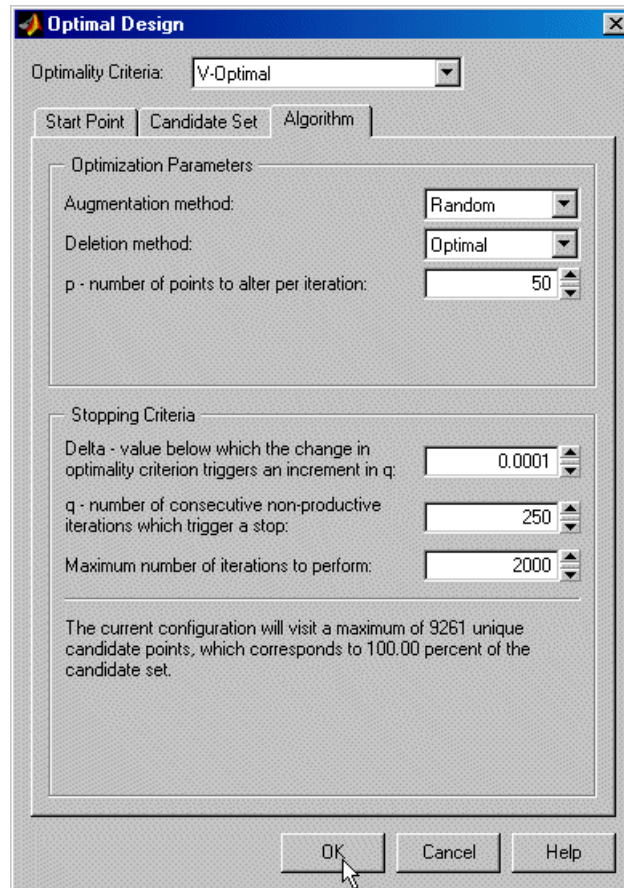 Optimal Design
Optimality Criteria: V-Optimal
Start Point Candidate Set Algorithm
Optimization Parameters
Augmentation method: Random
Deletion method: Optimal
p - number of points to alter per iteration: 50
Stopping Criteria
Delta - value below which the change in
optimality criterion triggers an increment in q: 0.0001
q - number of consecutive non-productive
iterations which trigger a stop: 250
Maximum number of iterations to perform: 2000
The current configuration will visit a maximum of 9261 unique
candidate points, which corresponds to 100.00 percent of the
candidate set.
OK Cancel Help